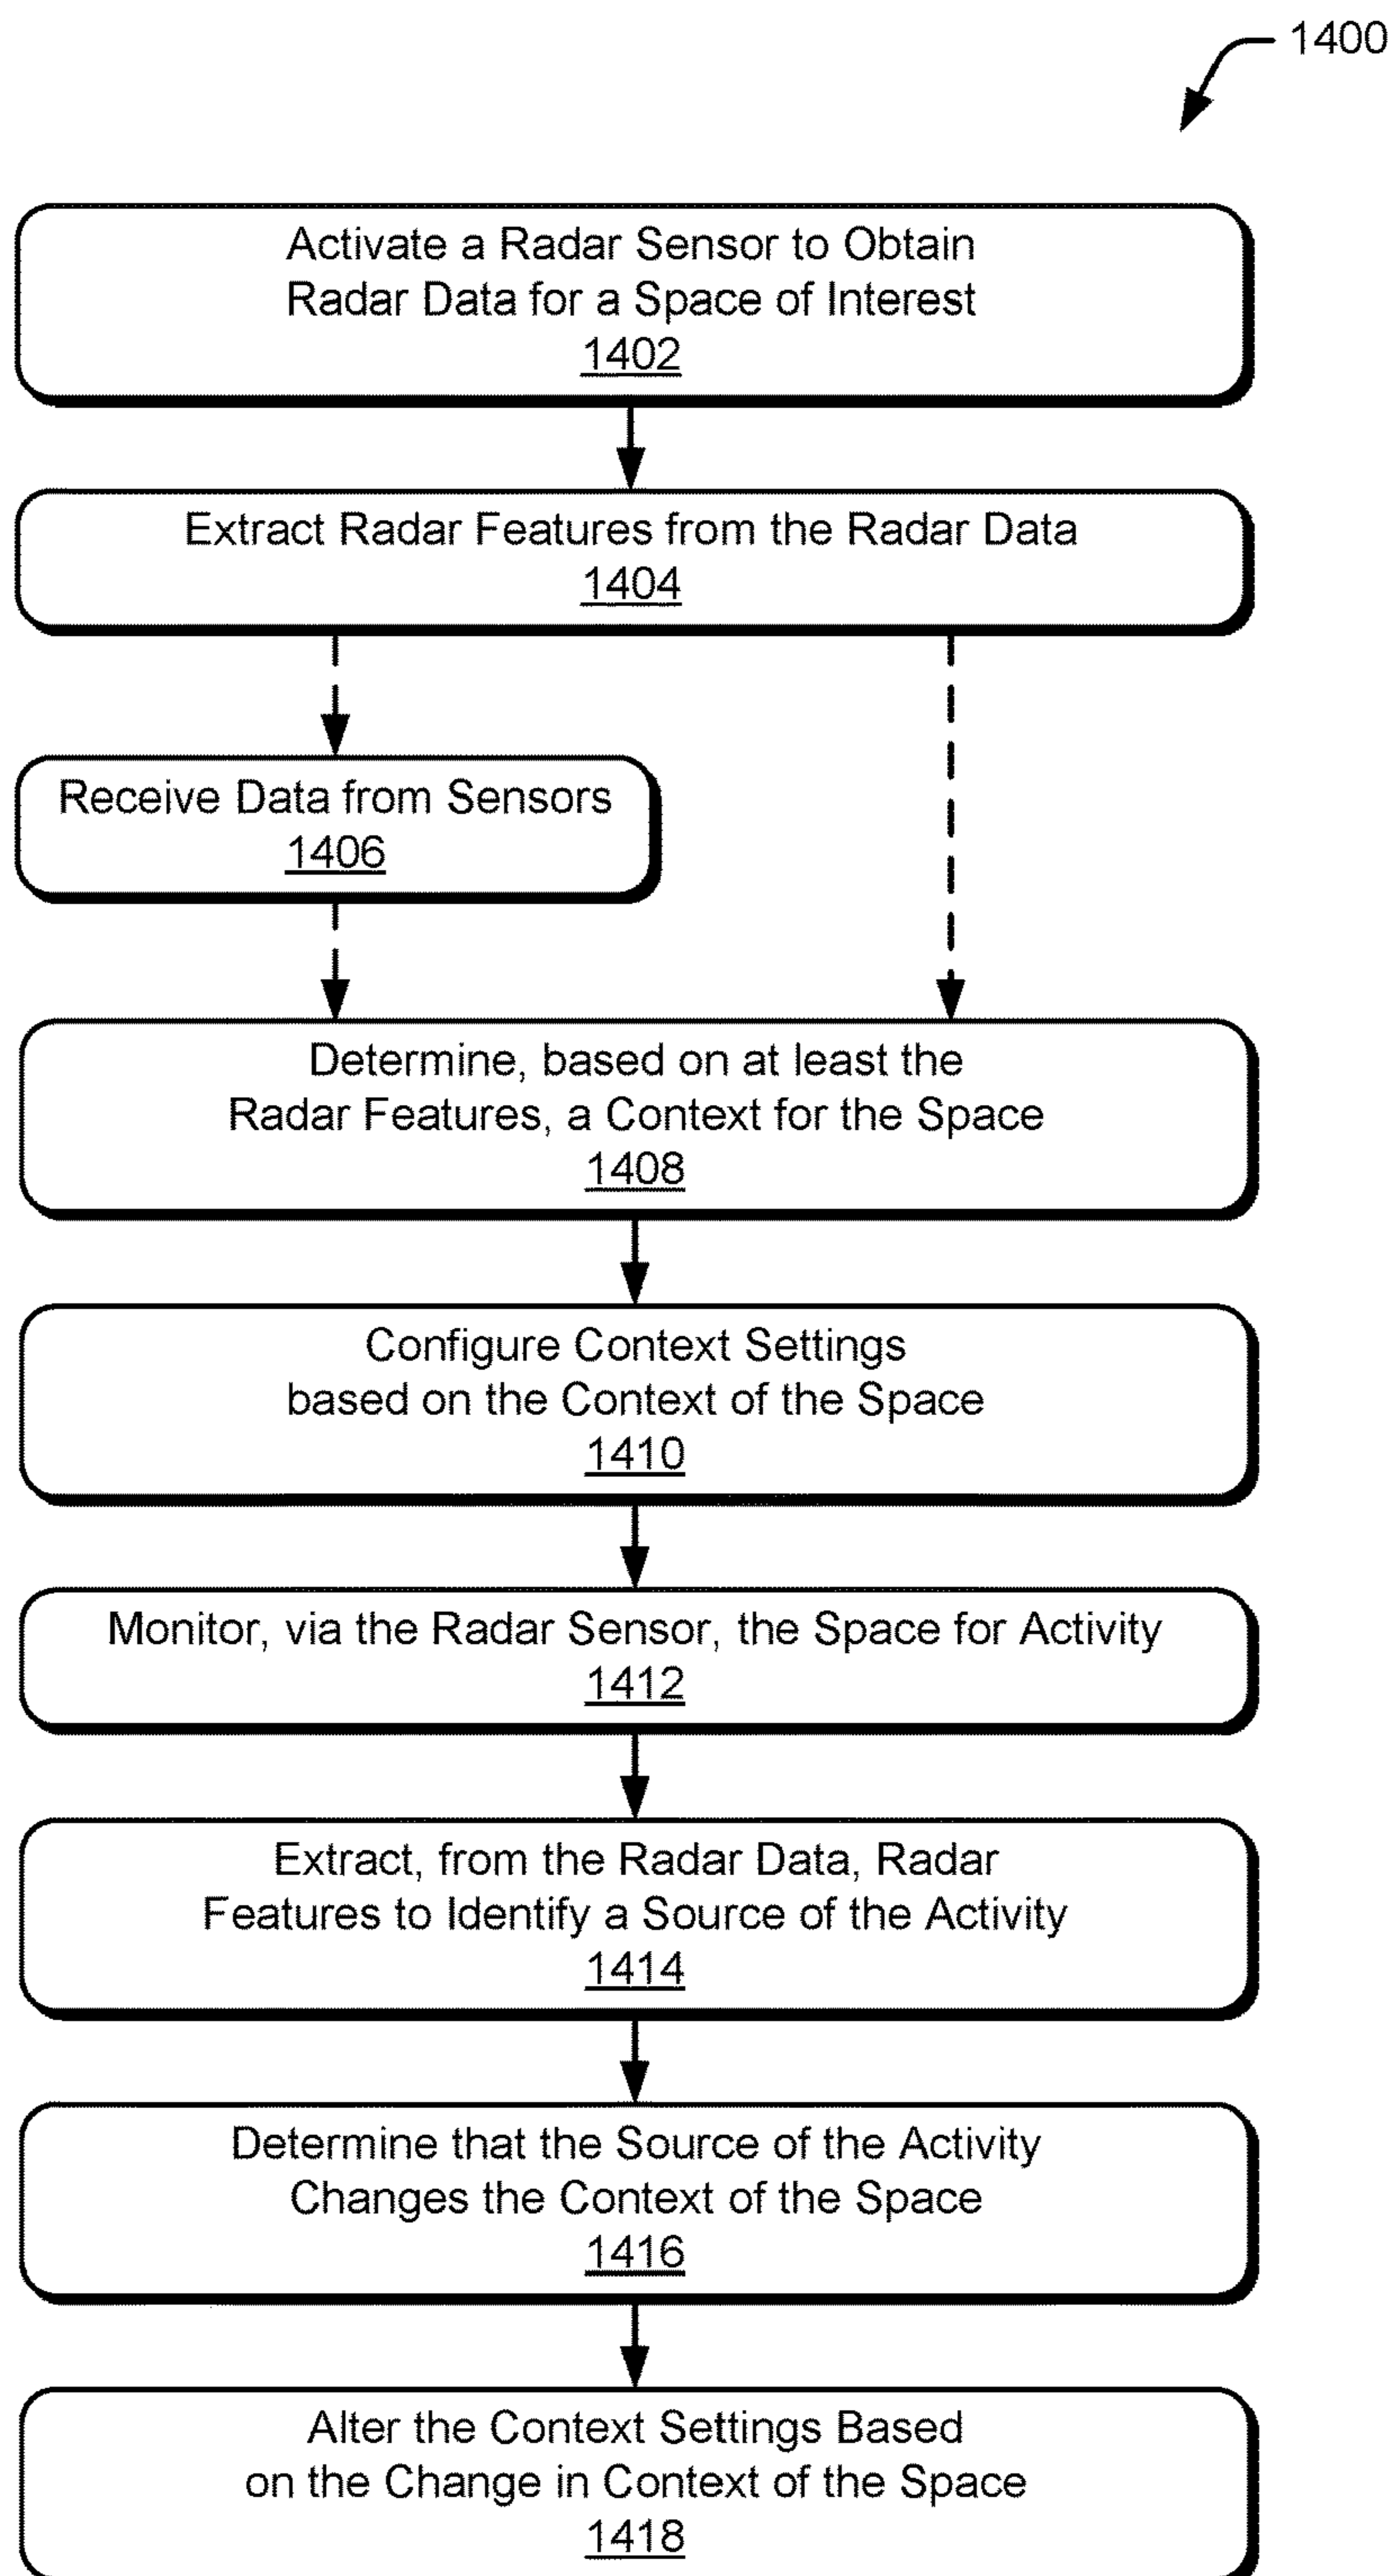 1400
Activate a Radar Sensor to Obtain
Radar Data for a Space of Interest
1402
Extract Radar Features from the Radar Data
1404
Receive Data from Sensors
1406
Determine, based on at least the
Radar Features, a Context for the Space
1408
Configure Context Settings
based on the Context of the Space
1410
Monitor, via the Radar Sensor, the Space for Activity
1412
Extract, from the Radar Data, Radar
Features to Identify a Source of the Activity
1414
Determine that the Source of the Activity
Changes the Context of the Space
1416
Alter the Context Settings Based
on the Change in Context of the Space
1418